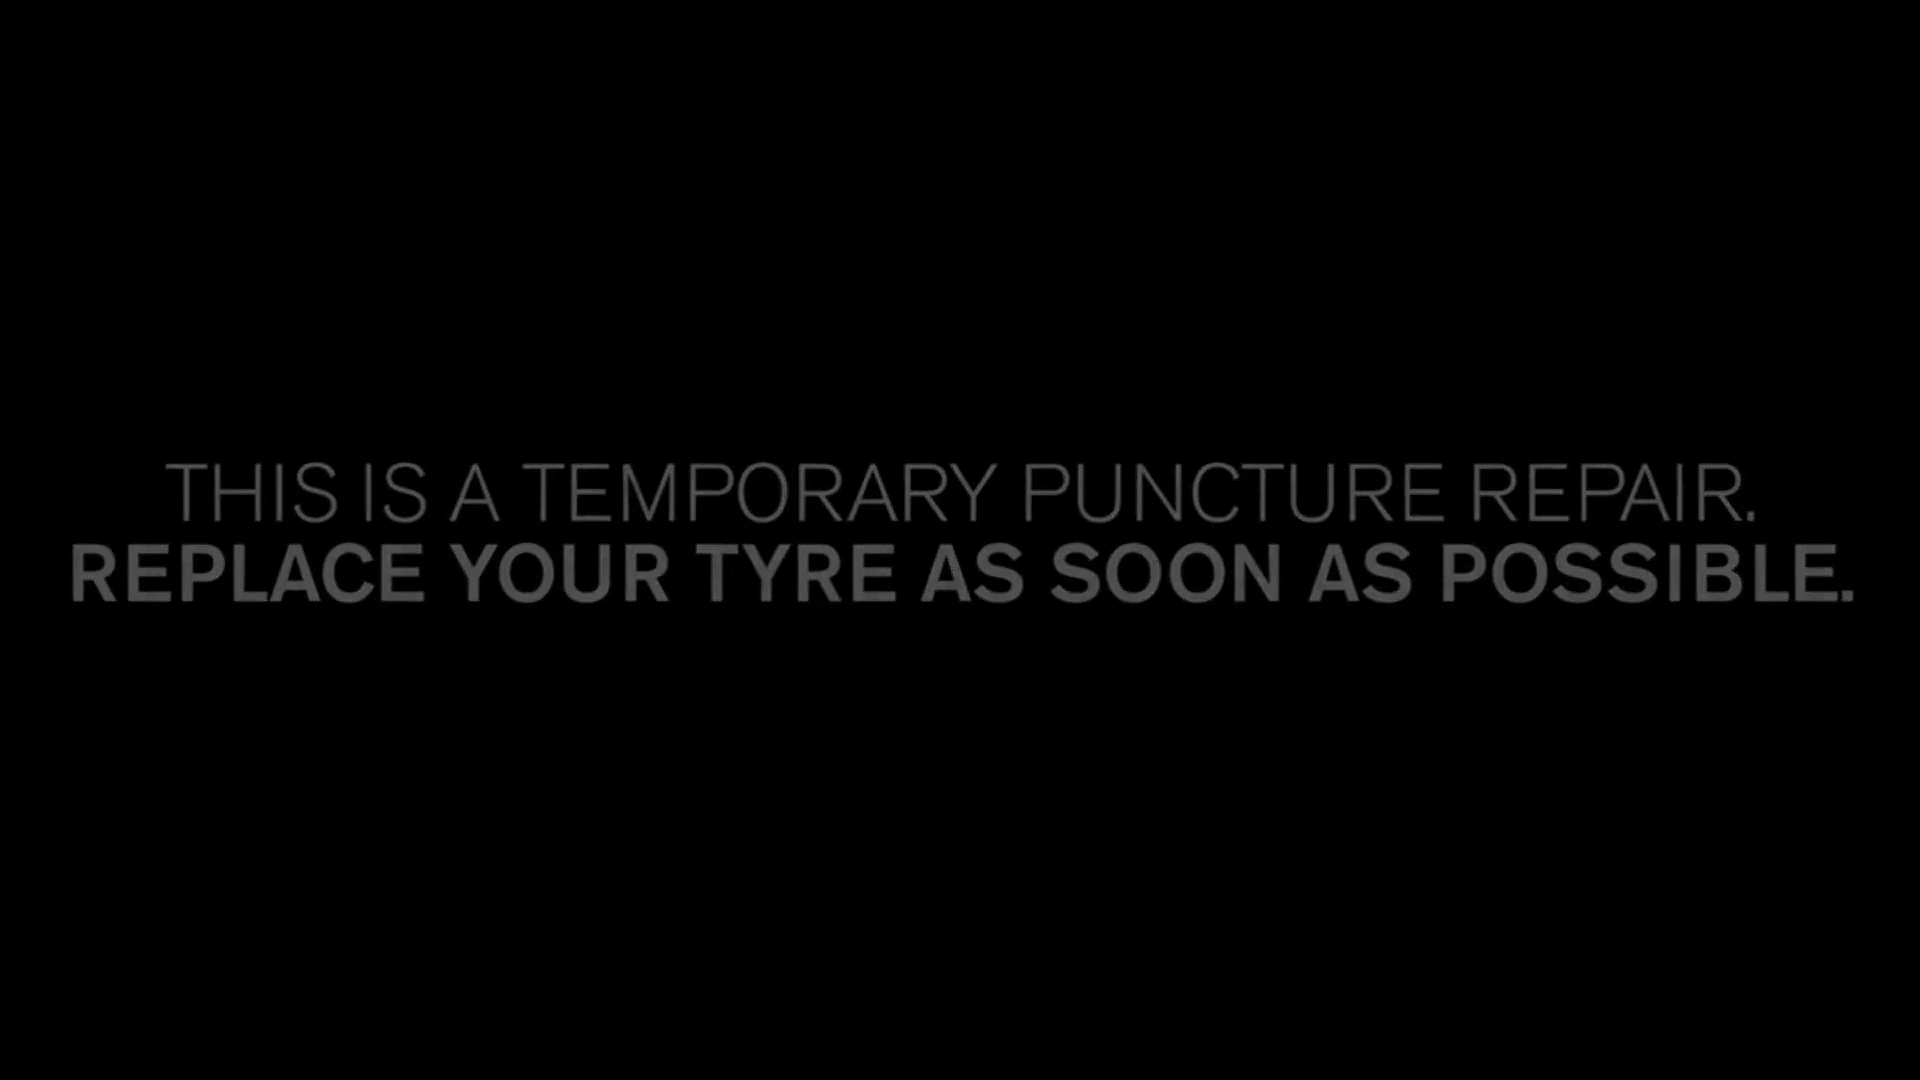 THIS IS A TEMPORARY PUNCTURE REPAIR.
REPLACE YOUR TYRE AS SOON AS POSSIBLE.